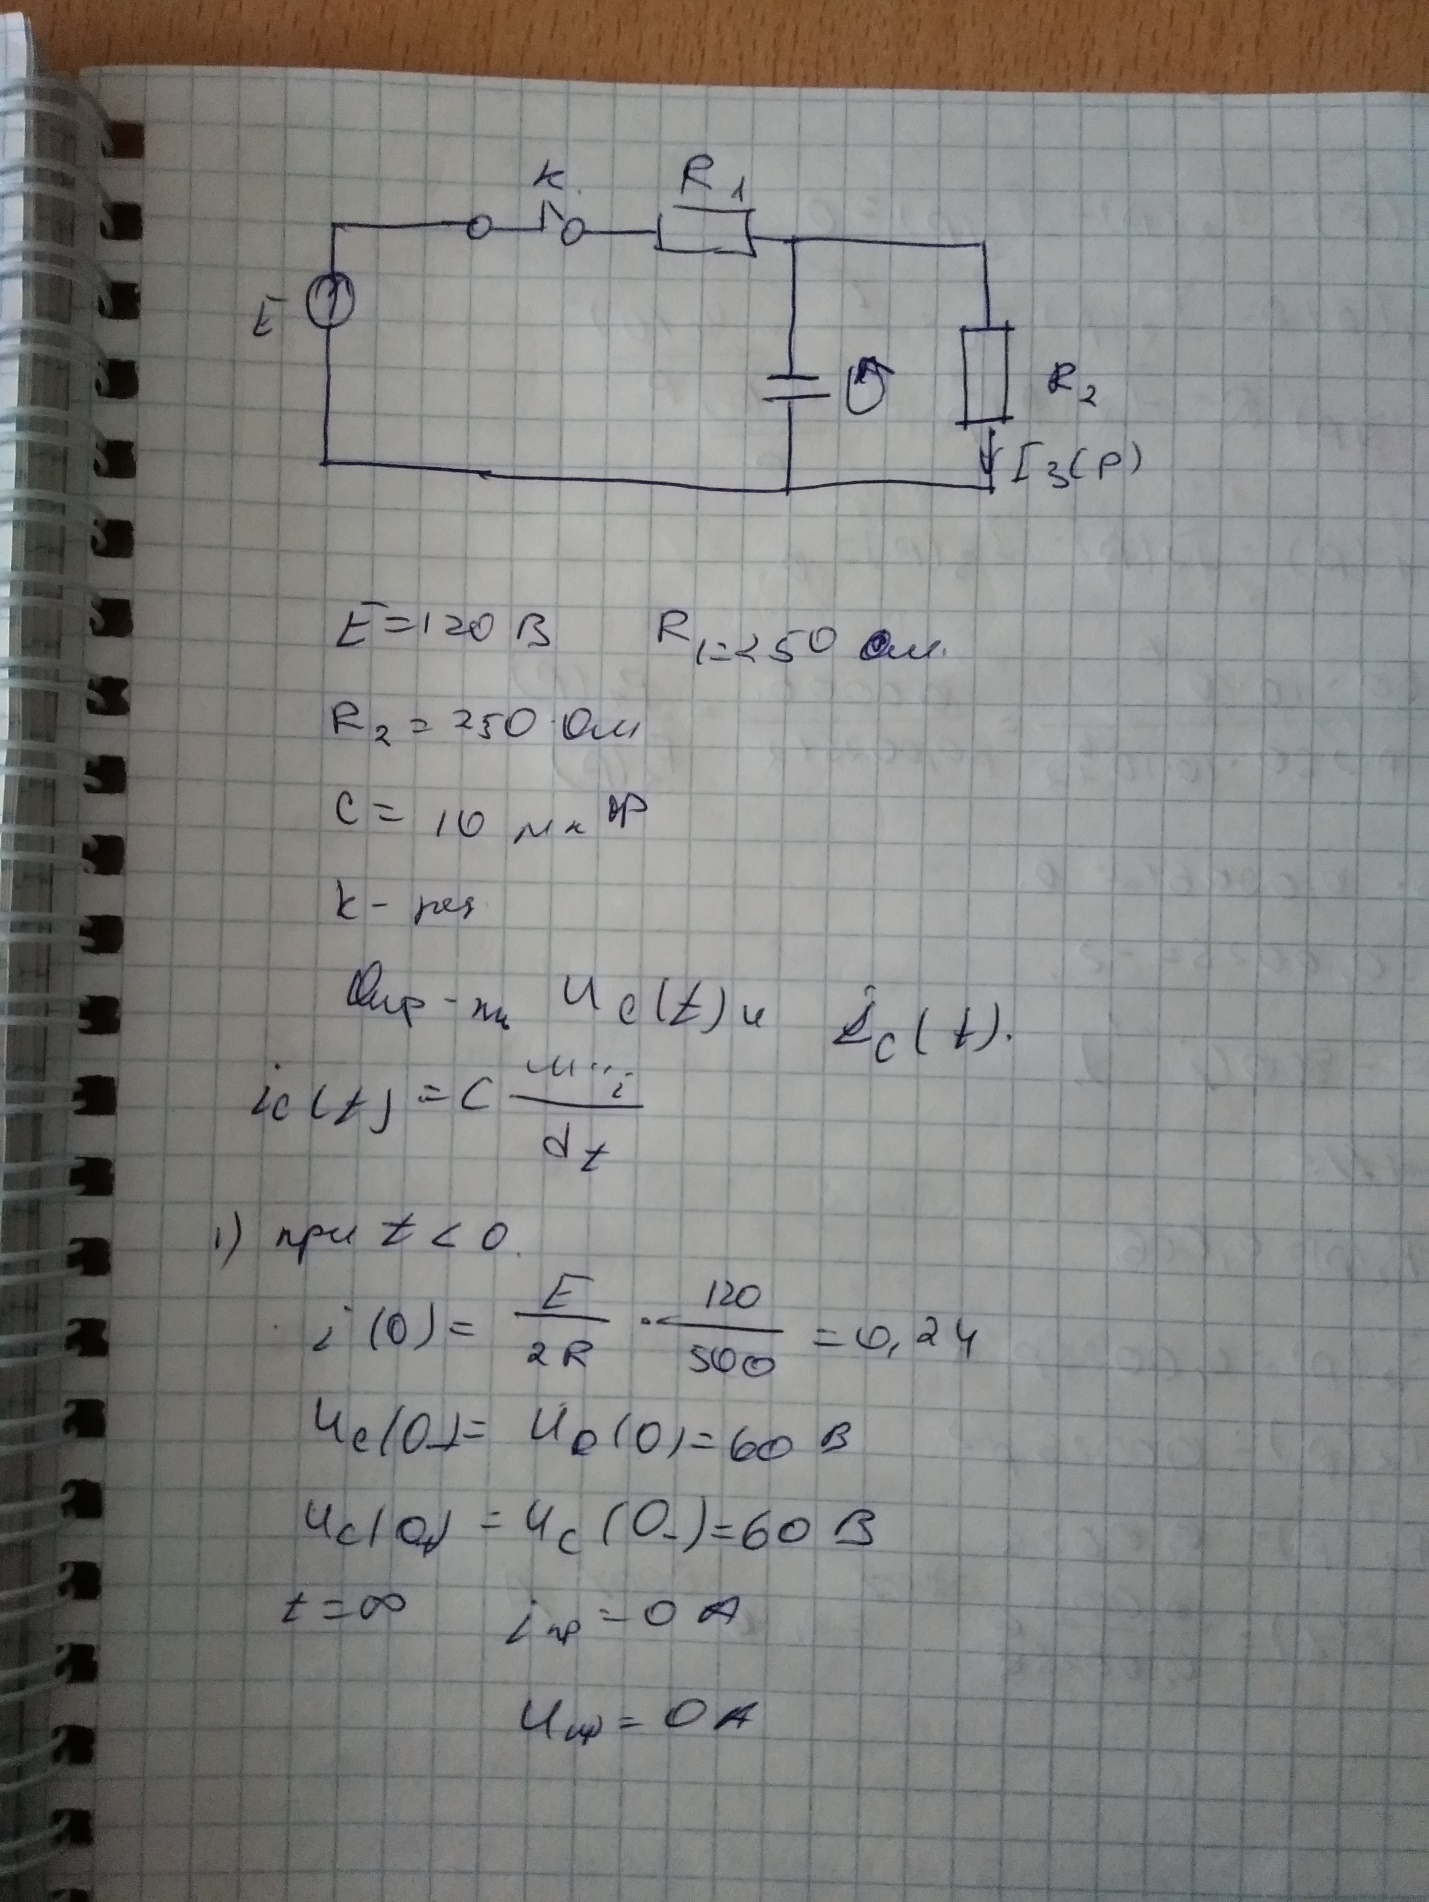 k.
R₁
E
R₂
I₃(p)
E=120 В R₁=250 Ом.
R₂=250 Ом
C= 10 мкФ
k-
Uc(t) и ic(t).
ic(t)=C / dt
1) при t<0.
i(0)= E/2R · 120/500 =0,24
Uc(0-)= UR(0)=60 В
Uc(0+) =Uc(0-)=60 В
t=∞ iпр=0 А
Uпр=0 А